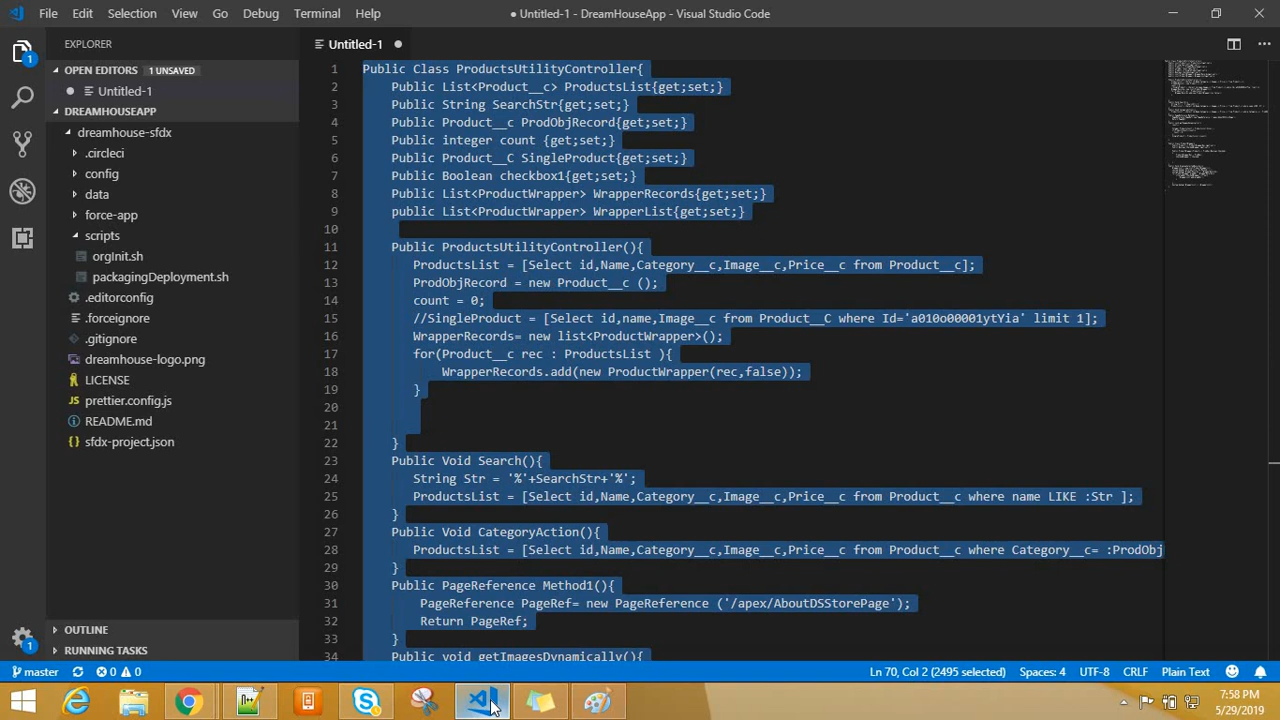 File Edit Selection View Go Debug Terminal Help
● Untitled-1 - DreamHouseApp - Visual Studio Code
EXPLORER
OPEN EDITORS 1 UNSAVED
Untitled-1
DREAMHOUSEAPP
dreamhouse-sfdx
.circleci
config
data
force-app
scripts
orgInit.sh
packagingDeployment.sh
.editorconfig
.forceignore
.gitignore
dreamhouse-logo.png
LICENSE
prettier.config.js
README.md
sfdx-project.json
OUTLINE
RUNNING TASKS
Untitled-1
1 Public Class ProductsUtilityController{
2 Public List<Product__c> ProductsList{get;set;}
3 Public String SearchStr{get;set;}
4 Public Product__c ProdObjRecord{get;set;}
5 Public integer count {get;set;}
6 Public Product__C SingleProduct{get;set;}
7 Public Boolean checkbox1{get;set;}
8 Public List<ProductWrapper> WrapperRecords{get;set;}
9 public List<ProductWrapper> WrapperList{get;set;}
10
11 Public ProductsUtilityController(){
12 ProductsList = [Select id,Name,Category__c,Image__c,Price__c from Product__c];
13 ProdObjRecord = new Product__c ();
14 count = 0;
15 //SingleProduct = [Select id,name,Image__c from Product__C where Id='a010o00001ytYia' limit 1];
16 WrapperRecords= new list<ProductWrapper>();
17 for(Product__c rec : ProductsList ){
18 WrapperRecords.add(new ProductWrapper(rec,false));
19 }
20
21
22 }
23 Public Void Search(){
24 String Str = '%'+SearchStr+'%';
25 ProductsList = [Select id,Name,Category__c,Image__c,Price__c from Product__c where name LIKE :Str ];
26 }
27 Public Void CategoryAction(){
28 ProductsList = [Select id,Name,Category__c,Image__c,Price__c from Product__c where Category__c= :ProdObj
29 }
30 Public PageReference Method1(){
31 PageReference PageRef= new PageReference ('/apex/AboutDSStorePage');
32 Return PageRef;
33 }
34 Public void getImagesDynamically(){
master 0 0 Ln 70, Col 2 (2495 selected) Spaces: 4 UTF-8 CRLF Plain Text 1
7:58 PM
5/29/2019